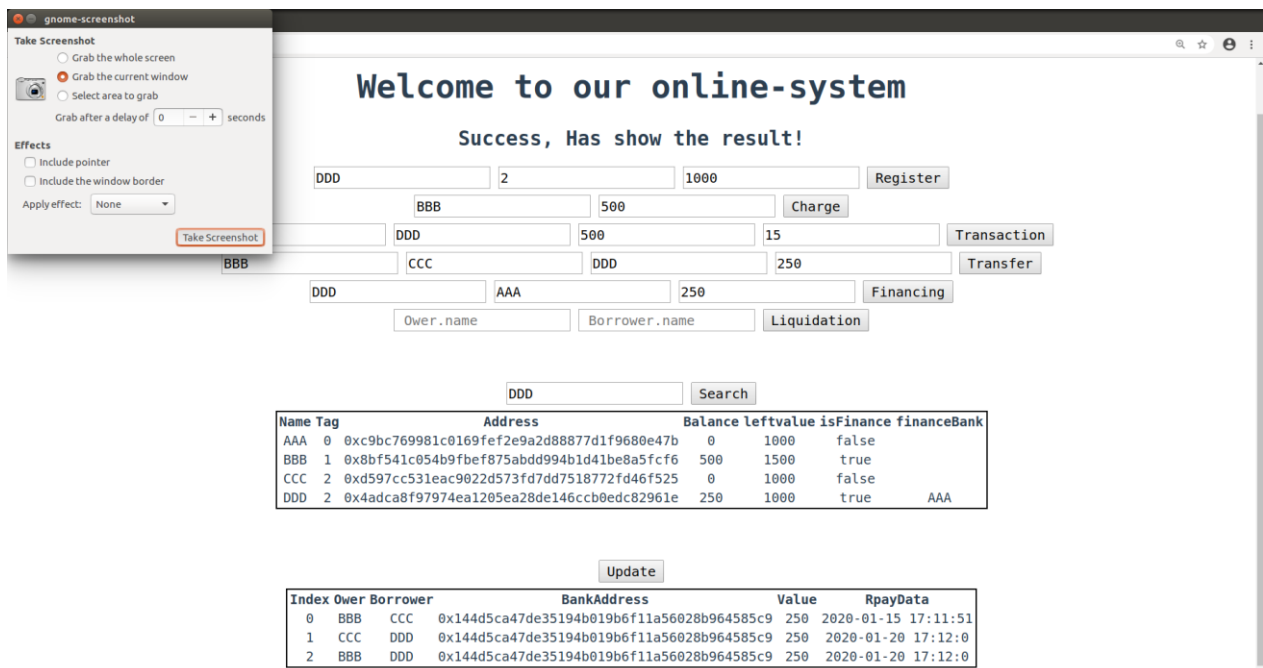 gnome-screenshot
Take Screenshot
Grab the whole screen
Grab the current window
Select area to grab
Grab after a delay of 0 − + seconds
Effects
Include pointer
Include the window border
Apply effect: None
Take Screenshot
Welcome to our online-system
Success, Has show the result!
DDD 2 1000 Register
BBB 500 Charge
DDD 500 15 Transaction
BBB CCC DDD 250 Transfer
DDD AAA 250 Financing
Ower.name Borrower.name Liquidation
DDD Search
Name Tag Address Balance leftvalue isFinance financeBank
AAA 0 0xc9bc769981c0169fef2e9a2d88877d1f9680e47b 0 1000 false
BBB 1 0x8bf541c054b9fbef875abdd994b1d41be8a5fcf6 500 1500 true
CCC 2 0xd597cc531eac9022d573fd7dd7518772fd46f525 0 1000 false
DDD 2 0x4adca8f97974ea1205ea28de146ccb0edc82961e 250 1000 true AAA
Update
Index Ower Borrower BankAddress Value RpayData
0 BBB CCC 0x144d5ca47de35194b019b6f11a56028b964585c9 250 2020-01-15 17:11:51
1 CCC DDD 0x144d5ca47de35194b019b6f11a56028b964585c9 250 2020-01-20 17:12:0
2 BBB DDD 0x144d5ca47de35194b019b6f11a56028b964585c9 250 2020-01-20 17:12:0